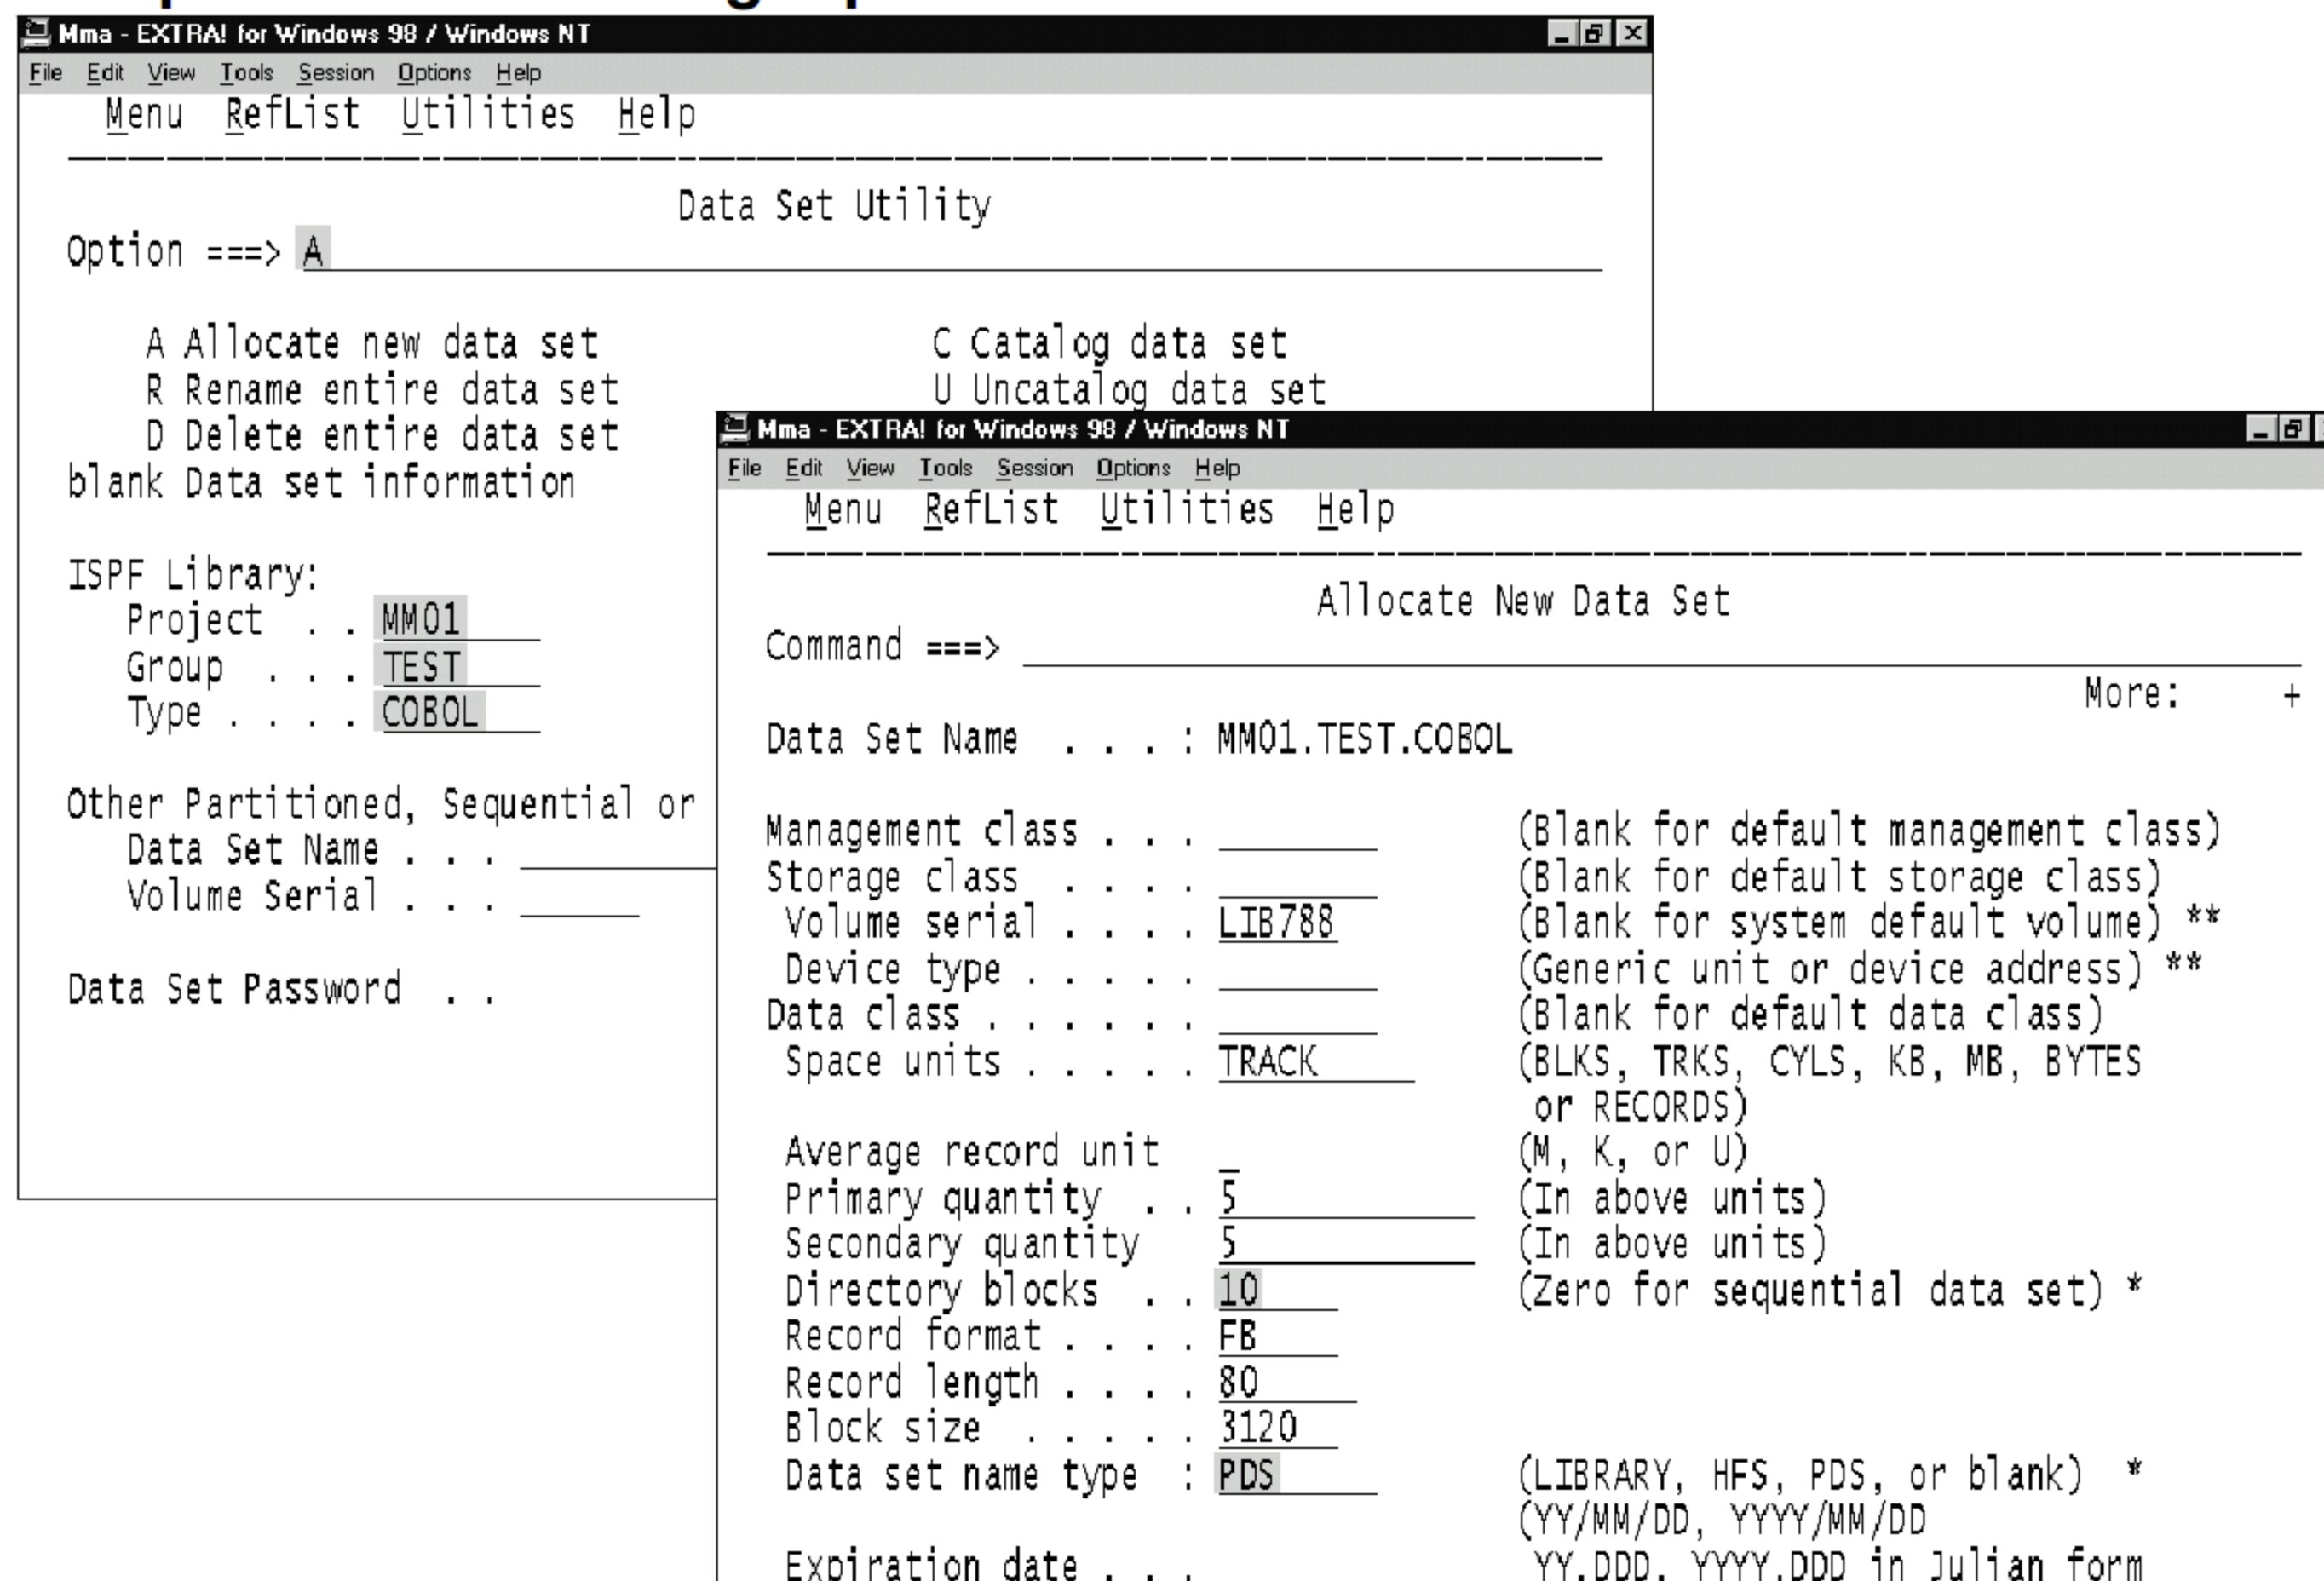 Mma - EXTRA! for Windows 98 / Windows NT
File Edit View Tools Session Options Help
Menu RefList Utilities Help
Data Set Utility
Option ===> A
A Allocate new data set C Catalog data set
R Rename entire data set U Uncatalog data set
D Delete entire data set
blank Data set information
ISPF Library:
Project . . MM01
Group . . . TEST
Type . . . . COBOL
Other Partitioned, Sequential or
Data Set Name . . .
Volume Serial . . .
Data Set Password . .
Mma - EXTRA! for Windows 98 / Windows NT
File Edit View Tools Session Options Help
Menu RefList Utilities Help
Allocate New Data Set
Command ===>
More: +
Data Set Name . . . : MM01.TEST.COBOL
Management class . . . (Blank for default management class)
Storage class . . . . (Blank for default storage class)
Volume serial . . . . LIB788 (Blank for system default volume) **
Device type . . . . . (Generic unit or device address) **
Data class . . . . . . (Blank for default data class)
Space units . . . . . TRACK (BLKS, TRKS, CYLS, KB, MB, BYTES
or RECORDS)
Average record unit (M, K, or U)
Primary quantity . . 5 (In above units)
Secondary quantity 5 (In above units)
Directory blocks . . 10 (Zero for sequential data set) *
Record format . . . . FB
Record length . . . . 80
Block size . . . . . 3120
Data set name type : PDS (LIBRARY, HFS, PDS, or blank) *
(YY/MM/DD, YYYY/MM/DD
Expiration date . . . YY.DDD, YYYY.DDD in Julian form